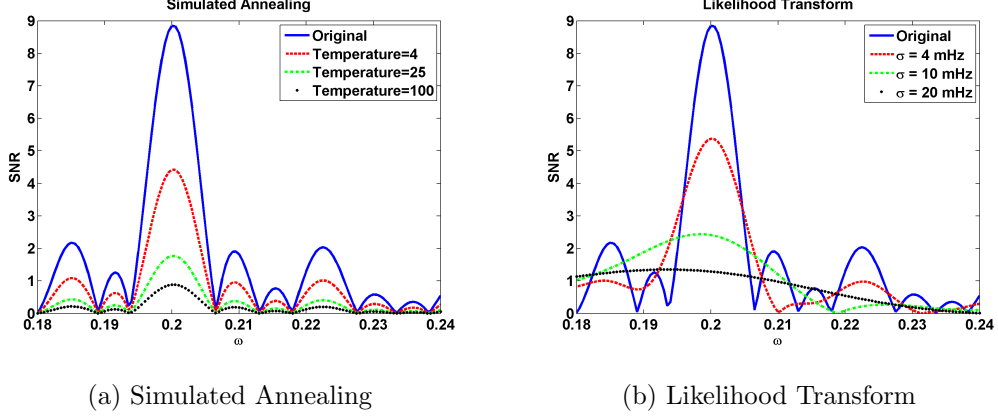 Simulated Annealing
9
8
7
6
5
4
3
2
1
0
SNR
0.18
0.19
0.2
0.21
0.22
0.23
0.24
ω
Original
Temperature=4
Temperature=25
Temperature=100
(a) Simulated Annealing
Likelihood Transform
9
8
7
6
5
4
3
2
1
0
SNR
0.18
0.19
0.2
0.21
0.22
0.23
0.24
ω
Original
σ = 4 mHz
σ = 10 mHz
σ = 20 mHz
(b) Likelihood Transform